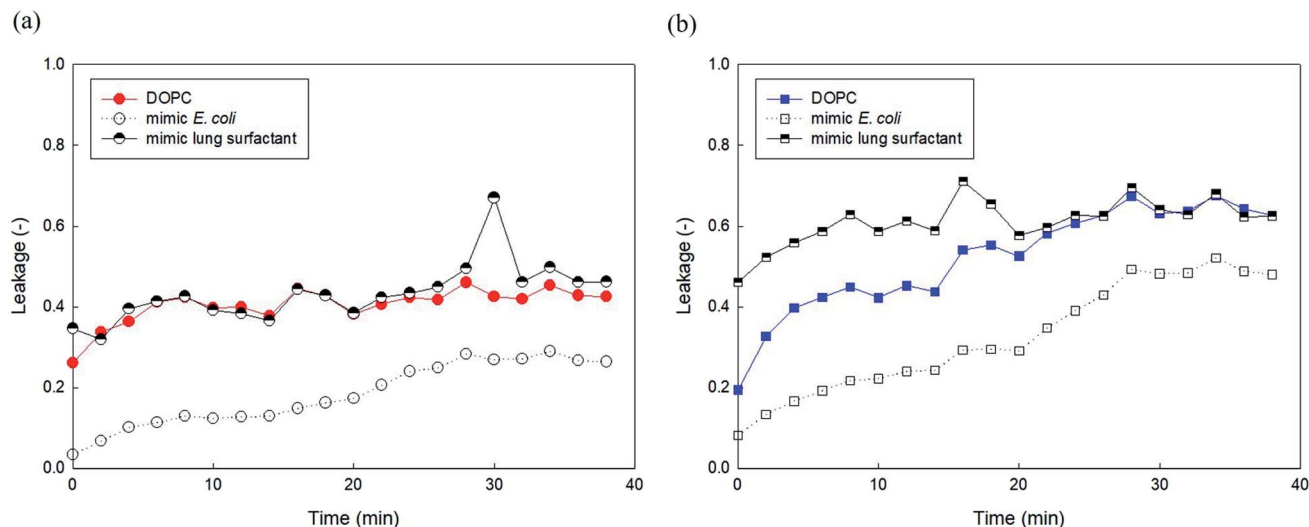 (a)
1.0
0.8
0.6
0.4
0.2
0.0
Leakage (-)
DOPC
mimic E. coli
mimic lung surfactant
0 10 20 30 40
Time (min)
(b)
1.0
0.8
0.6
0.4
0.2
0.0
Leakage (-)
DOPC
mimic E. coli
mimic lung surfactant
0 10 20 30 40
Time (min)